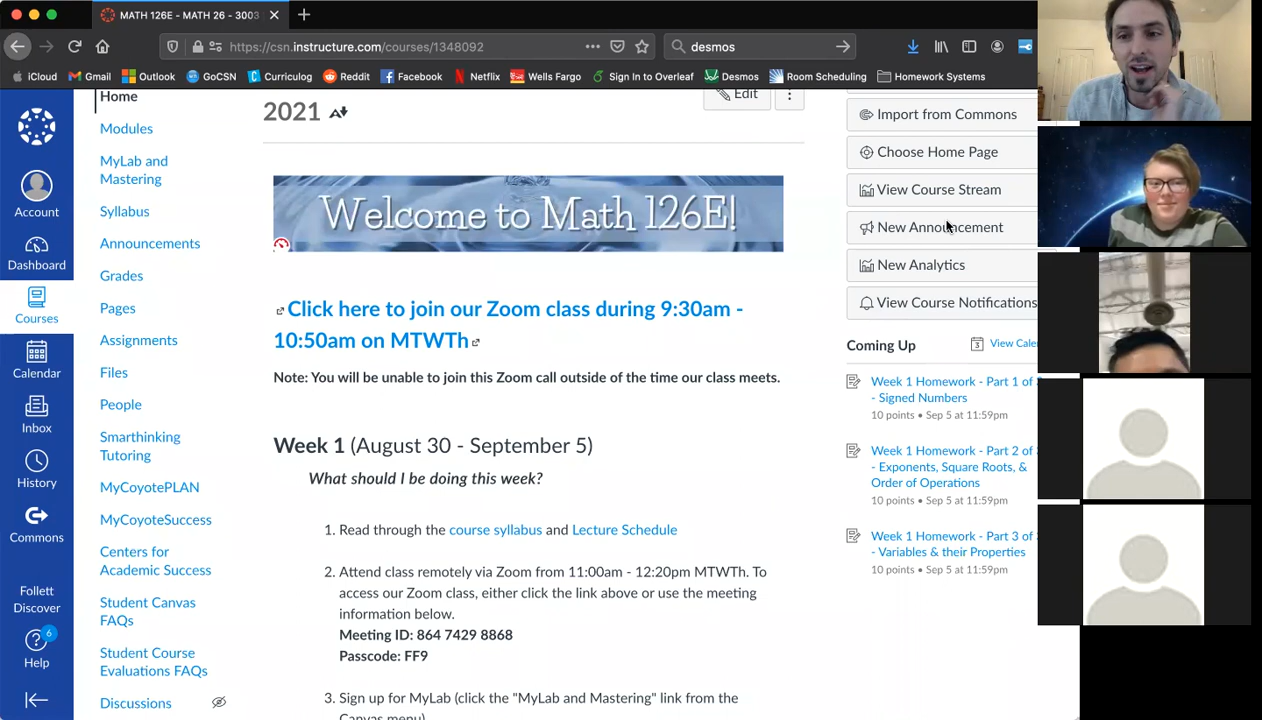 MATH 126E - MATH 26 - 3003
https://csn.instructure.com/courses/1348092
desmos
iCloud
Gmail
Outlook
GoCSN
Curriculog
Reddit
Facebook
Netflix
Wells Fargo
Sign In to Overleaf
Desmos
Room Scheduling
Homework Systems
Account
Dashboard
Courses
Calendar
Inbox
History
Commons
Follett
Discover
6
Help
Home
Modules
MyLab and
Mastering
Syllabus
Announcements
Grades
Pages
Assignments
Files
People
Smarthinking
Tutoring
MyCoyotePLAN
MyCoyoteSuccess
Centers for
Academic Success
Student Canvas
FAQs
Student Course
Evaluations FAQs
Discussions
2021
Edit
Welcome to Math 126E!
Click here to join our Zoom class during 9:30am -
10:50am on MTWTh
Note: You will be unable to join this Zoom call outside of the time our class meets.
Week 1 (August 30 - September 5)
What should I be doing this week?
1. Read through the course syllabus and Lecture Schedule
2. Attend class remotely via Zoom from 11:00am - 12:20pm MTWTh. To
access our Zoom class, either click the link above or use the meeting
information below.
Meeting ID: 864 7429 8868
Passcode: FF9
3. Sign up for MyLab (click the "MyLab and Mastering" link from the
Canvas menu)
Import from Commons
Choose Home Page
View Course Stream
New Announcement
New Analytics
View Course Notifications
Coming Up
3
View Cale
Week 1 Homework - Part 1 of
- Signed Numbers
10 points • Sep 5 at 11:59pm
Week 1 Homework - Part 2 of
- Exponents, Square Roots, &
Order of Operations
10 points • Sep 5 at 11:59pm
Week 1 Homework - Part 3 of
- Variables & their Properties
10 points • Sep 5 at 11:59pm